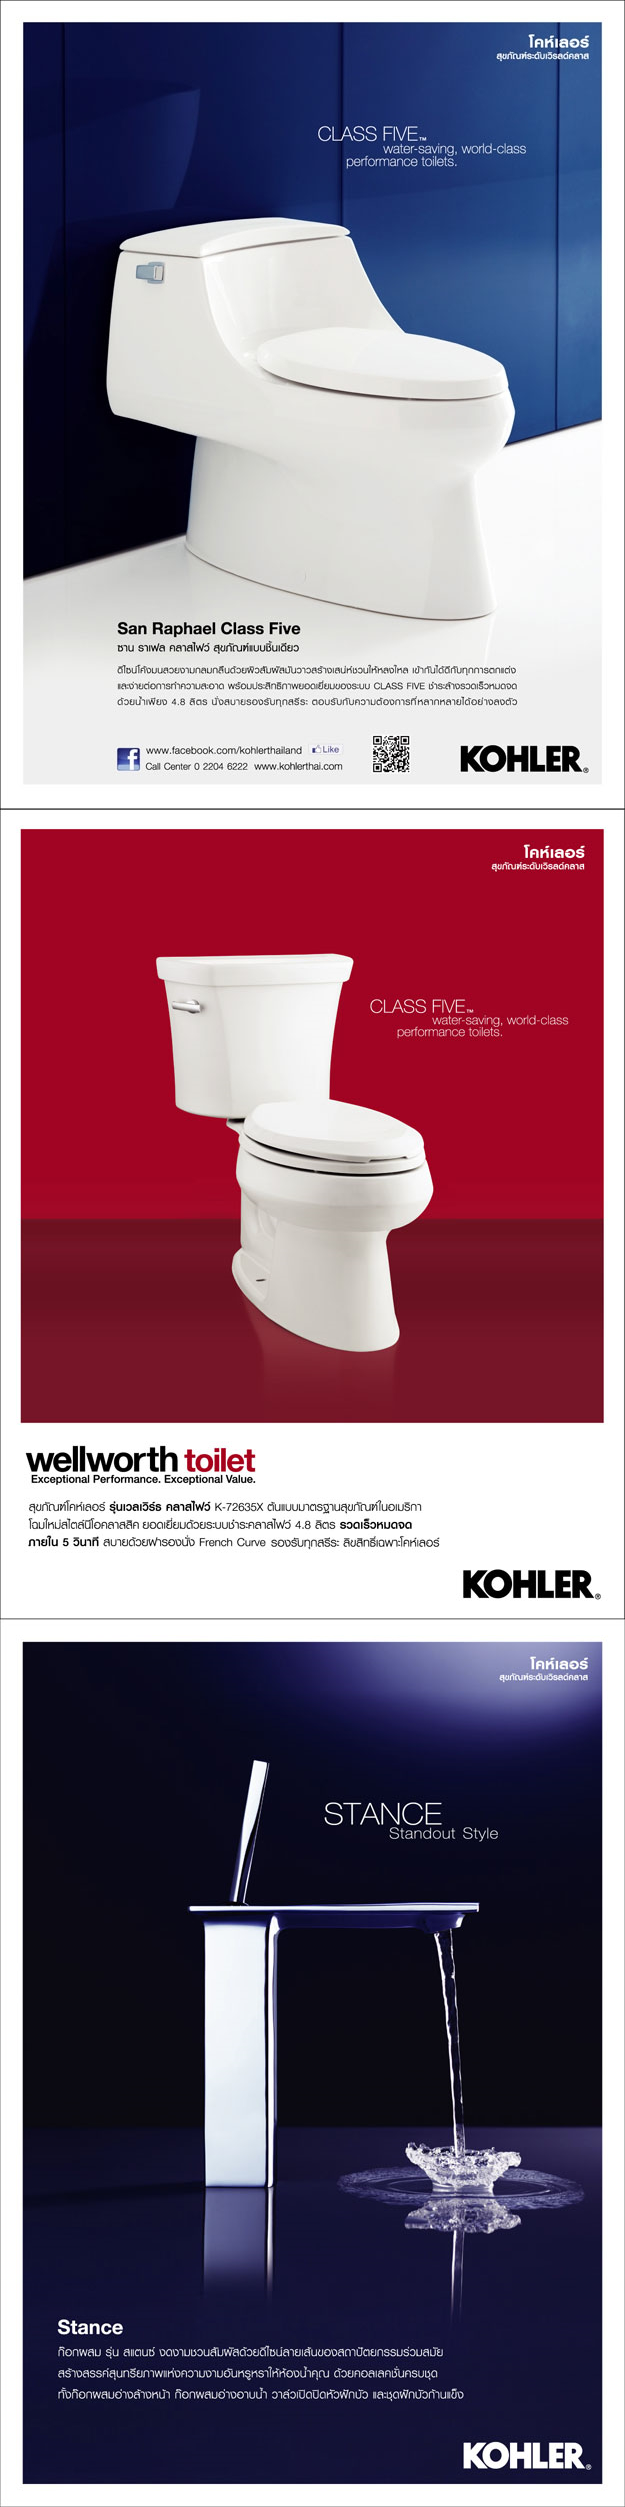 โคห์เลอร์
สุขภัณฑ์ระดับเวิรลด์คลาส
CLASS FIVE™
water-saving, world-class
performance toilets.
San Raphael Class Five
ซาน ราเฟล คลาสไฟว์ สุขภัณฑ์แบบชิ้นเดียว
ดีไซน์โค้งมนสวยงามกลมกลืนด้วยผิวสัมผัสมันวาวสร้างเสน่ห์ชวนให้หลงใหล เข้ากันได้ดีกับทุกการตกแต่ง
และง่ายต่อการทำความสะอาด พร้อมประสิทธิภาพยอดเยี่ยมของระบบ CLASS FIVE ชำระล้างรวดเร็วหมดจด
ด้วยน้ำเพียง 4.8 ลิตร นั่งสบายรองรับทุกสรีระ ตอบรับกับความต้องการที่หลากหลายได้อย่างลงตัว
f www.facebook.com/kohlerthailand Like
Call Center 0 2204 6222 www.kohlerthai.com
KOHLER®
โคห์เลอร์
สุขภัณฑ์ระดับเวิรลด์คลาส
CLASS FIVE™
water-saving, world-class
performance toilets.
wellworth toilet
Exceptional Performance. Exceptional Value.
สุขภัณฑ์โคห์เลอร์ รุ่นเวลเวิร์ธ คลาสไฟว์ K-72635X ต้นแบบมาตรฐานสุขภัณฑ์ในอเมริกา
โฉมใหม่สไตล์นีโอคลาสสิค ยอดเยี่ยมด้วยระบบชำระคลาสไฟว์ 4.8 ลิตร รวดเร็วหมดจด
ภายใน 5 วินาที สบายด้วยฝารองนั่ง French Curve รองรับทุกสรีระ ลิขสิทธิ์เฉพาะโคห์เลอร์
KOHLER®
โคห์เลอร์
สุขภัณฑ์ระดับเวิรลด์คลาส
STANCE
Standout Style
Stance
ก๊อกผสม รุ่น สแตนซ์ งดงามชวนสัมผัสด้วยดีไซน์ลายเส้นของสถาปัตยกรรมร่วมสมัย
สร้างสรรค์สุนทรียภาพแห่งความงามอันหรูหราให้ห้องน้ำคุณ ด้วยคอลเลคชั่นครบชุด
ทั้งก๊อกผสมอ่างล้างหน้า ก๊อกผสมอ่างอาบน้ำ วาล์วเปิดปิดหัวฝักบัว และชุดฝักบัวก้านแข็ง
KOHLER®